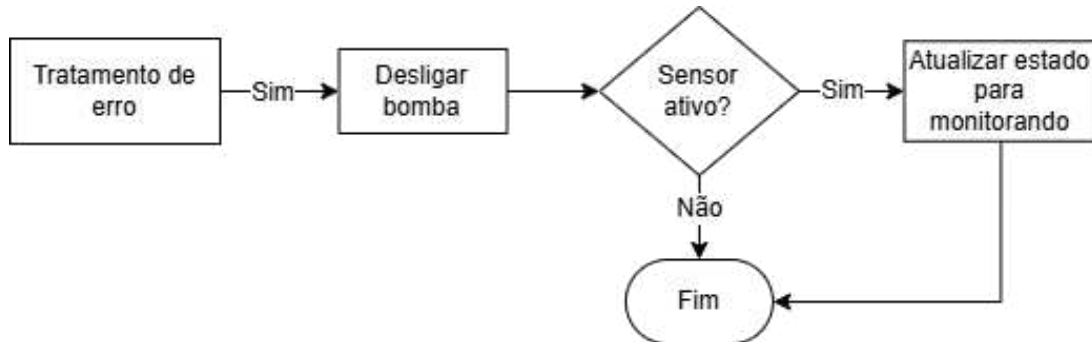 Tratamento de
erro
Sim
Desligar
bomba
Sensor
ativo?
Sim
Atualizar estado
para
monitorando
Não
Fim